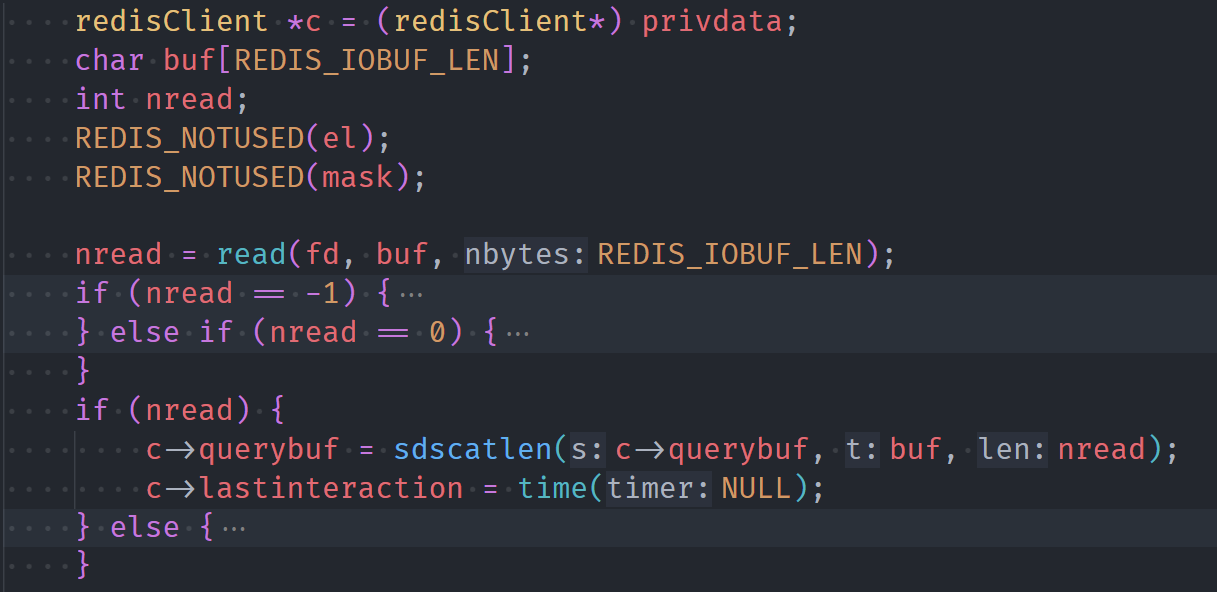 redisClient *c = (redisClient*) privdata;
char buf[REDIS_IOBUF_LEN];
int nread;
REDIS_NOTUSED(el);
REDIS_NOTUSED(mask);
nread = read(fd, buf, nbytes: REDIS_IOBUF_LEN);
if (nread == -1) { ⋯
} else if (nread == 0) { ⋯
}
if (nread) {
c->querybuf = sdscatlen(s: c->querybuf, t: buf, len: nread);
c->lastinteraction = time(timer: NULL);
} else { ⋯
}